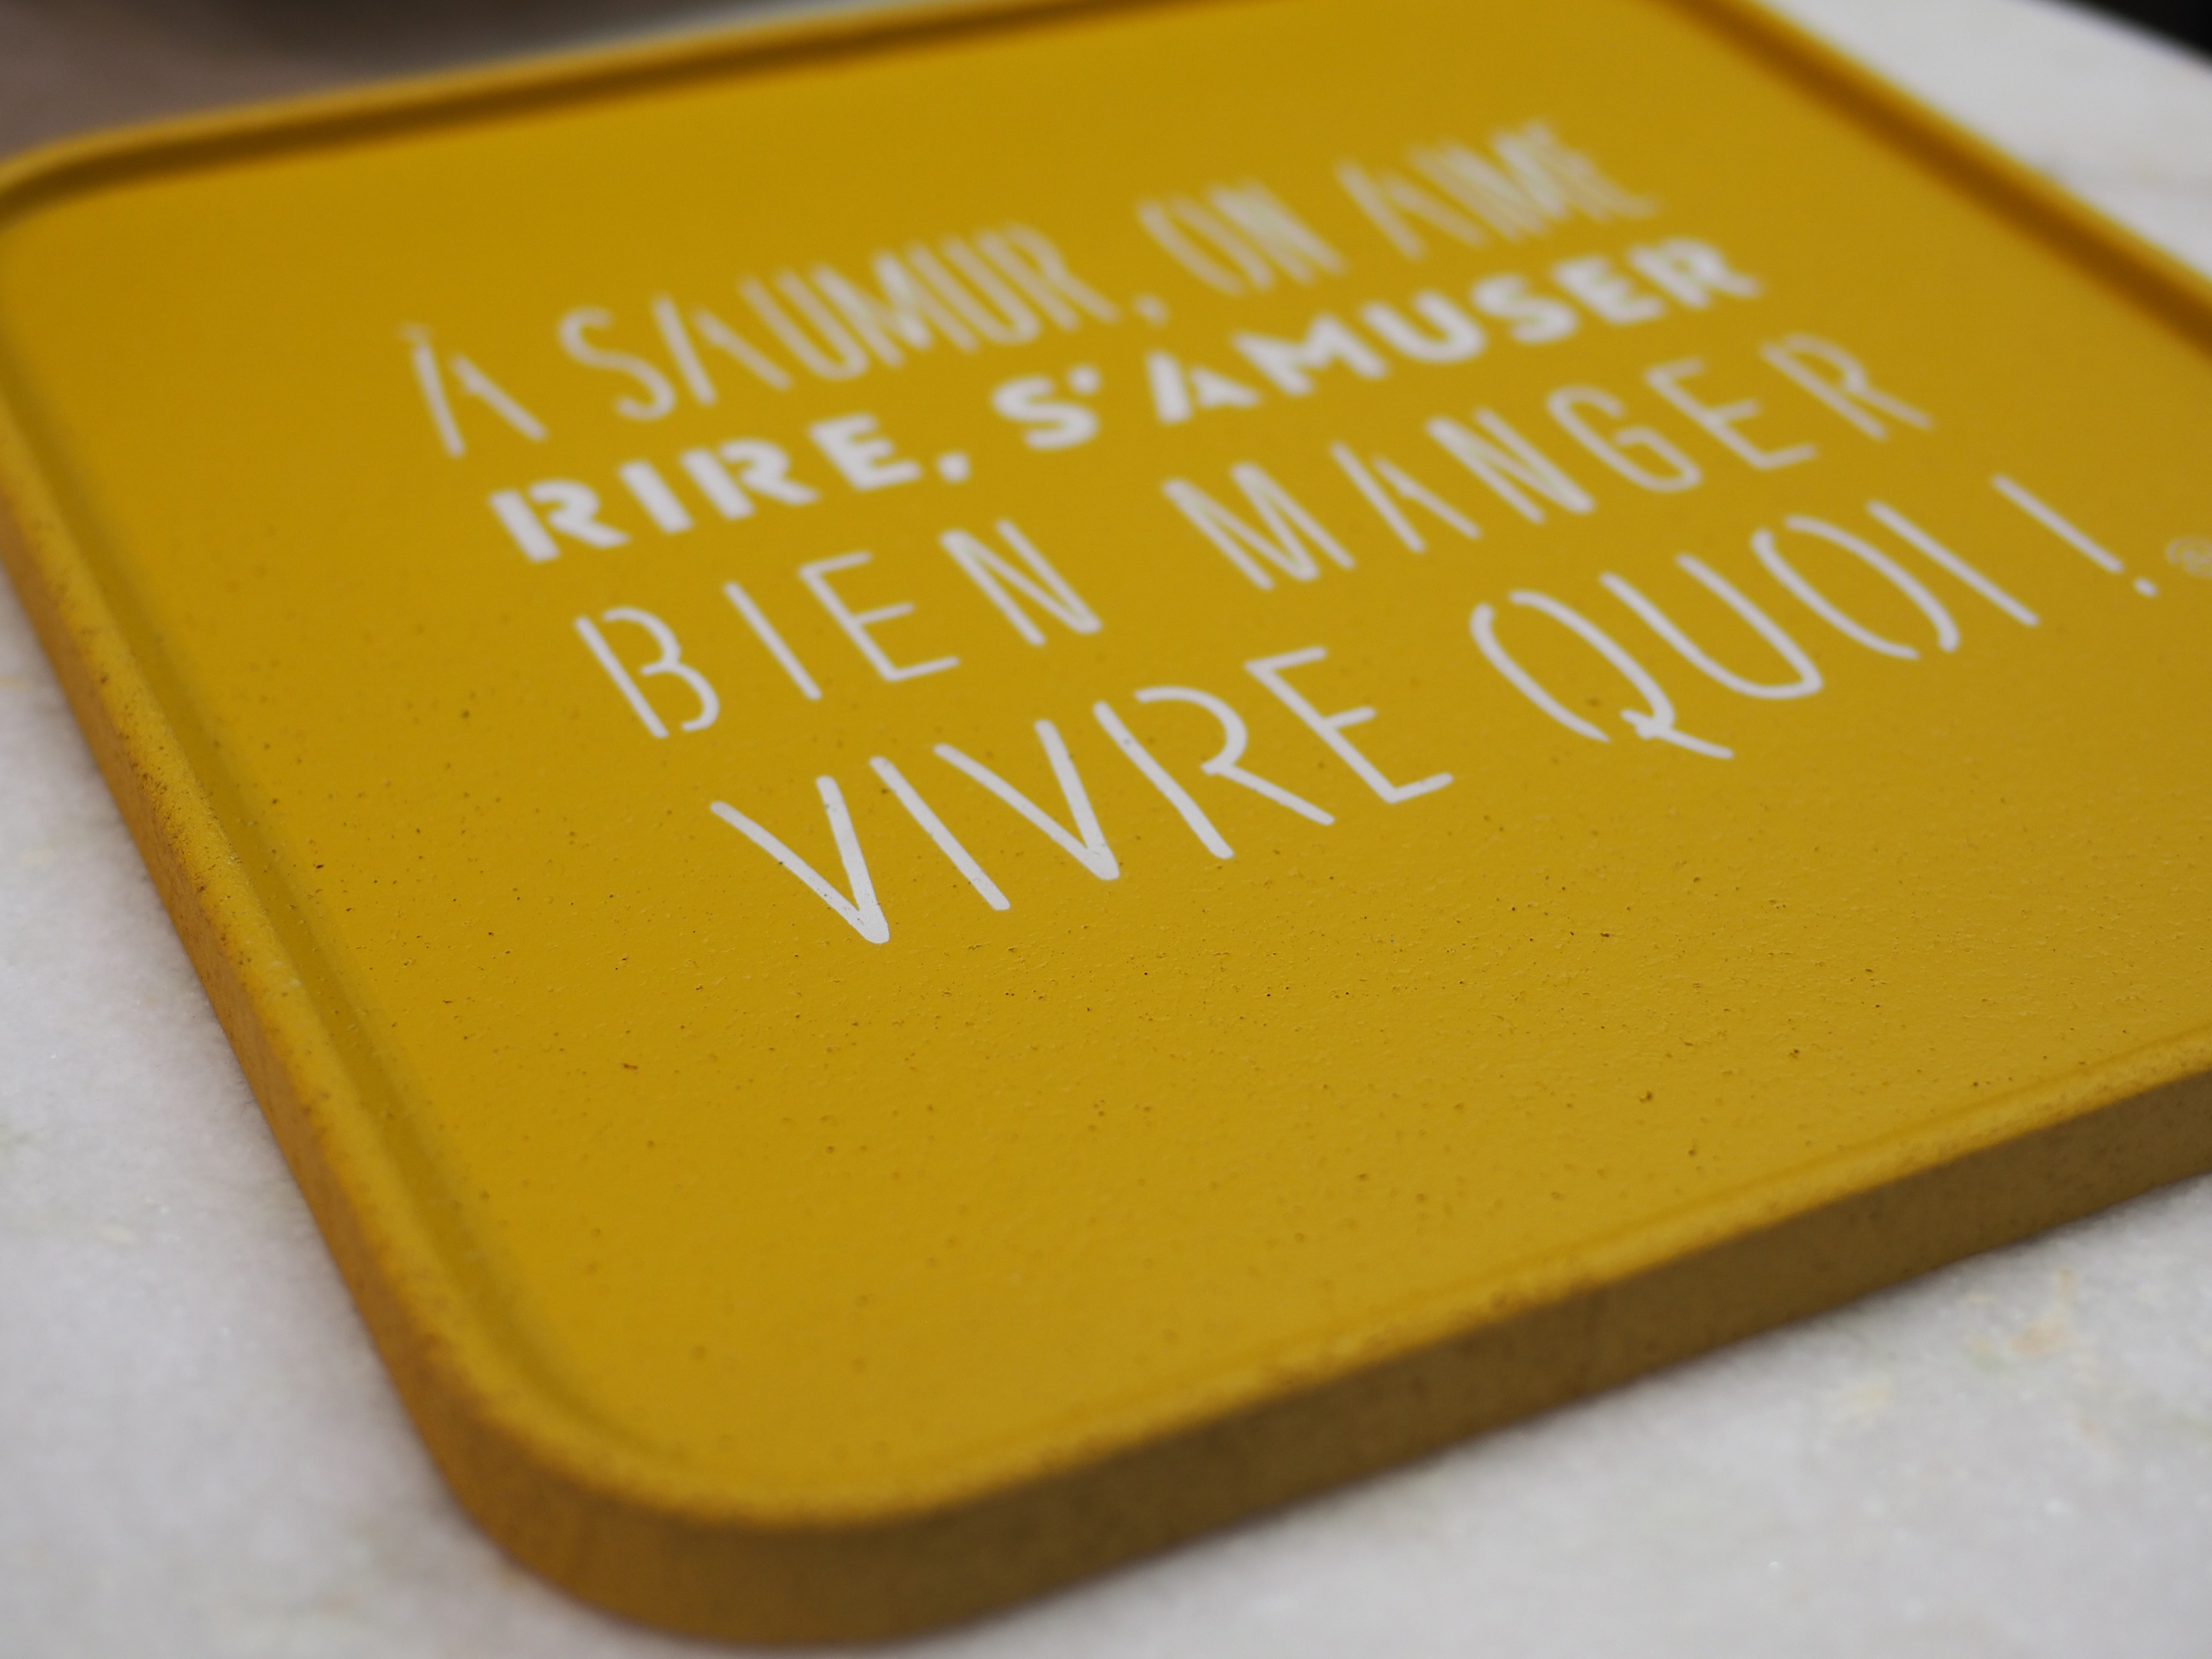 À SAUMUR, ON AIME
RIRE, S'AMUSER
BIEN MANGER
VIVRE QUOI !